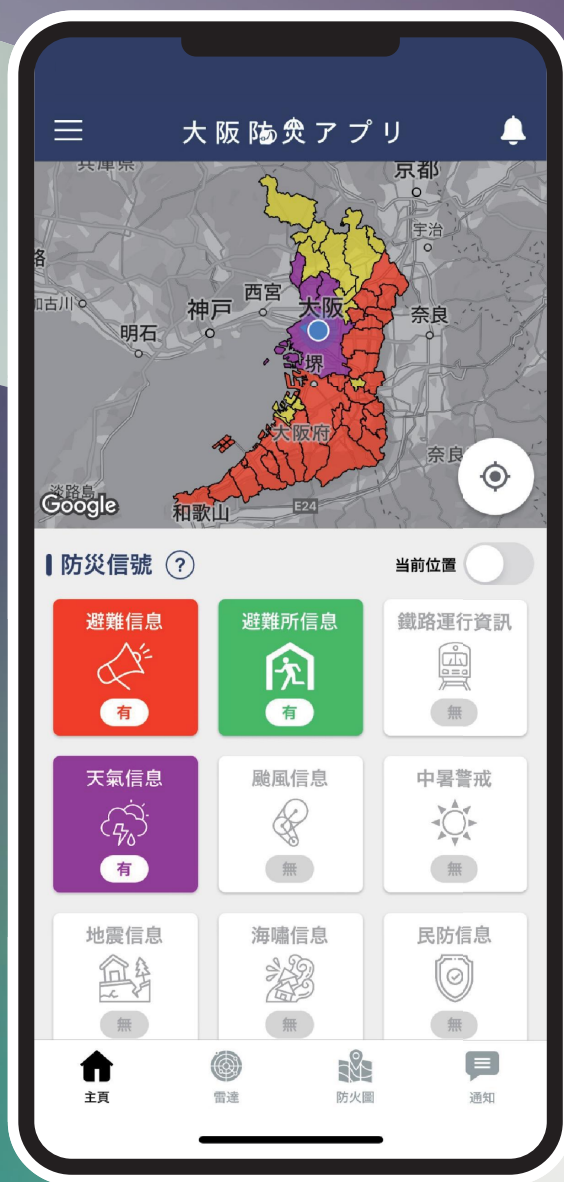 大阪防災アプリ
兵庫県
京都
宇治
路
加古川
西宮
神戸
大阪
奈良
明石
堺
大阪府
奈良
淡路島
Google
和歌山
E24
防災信號 ?
当前位置
避難信息
避難所信息
鐵路運行資訊
有
有
無
天氣信息
颱風信息
中暑警戒
有
無
無
地震信息
海嘯信息
民防信息
無
無
無
主頁
雷達
防火圖
通知